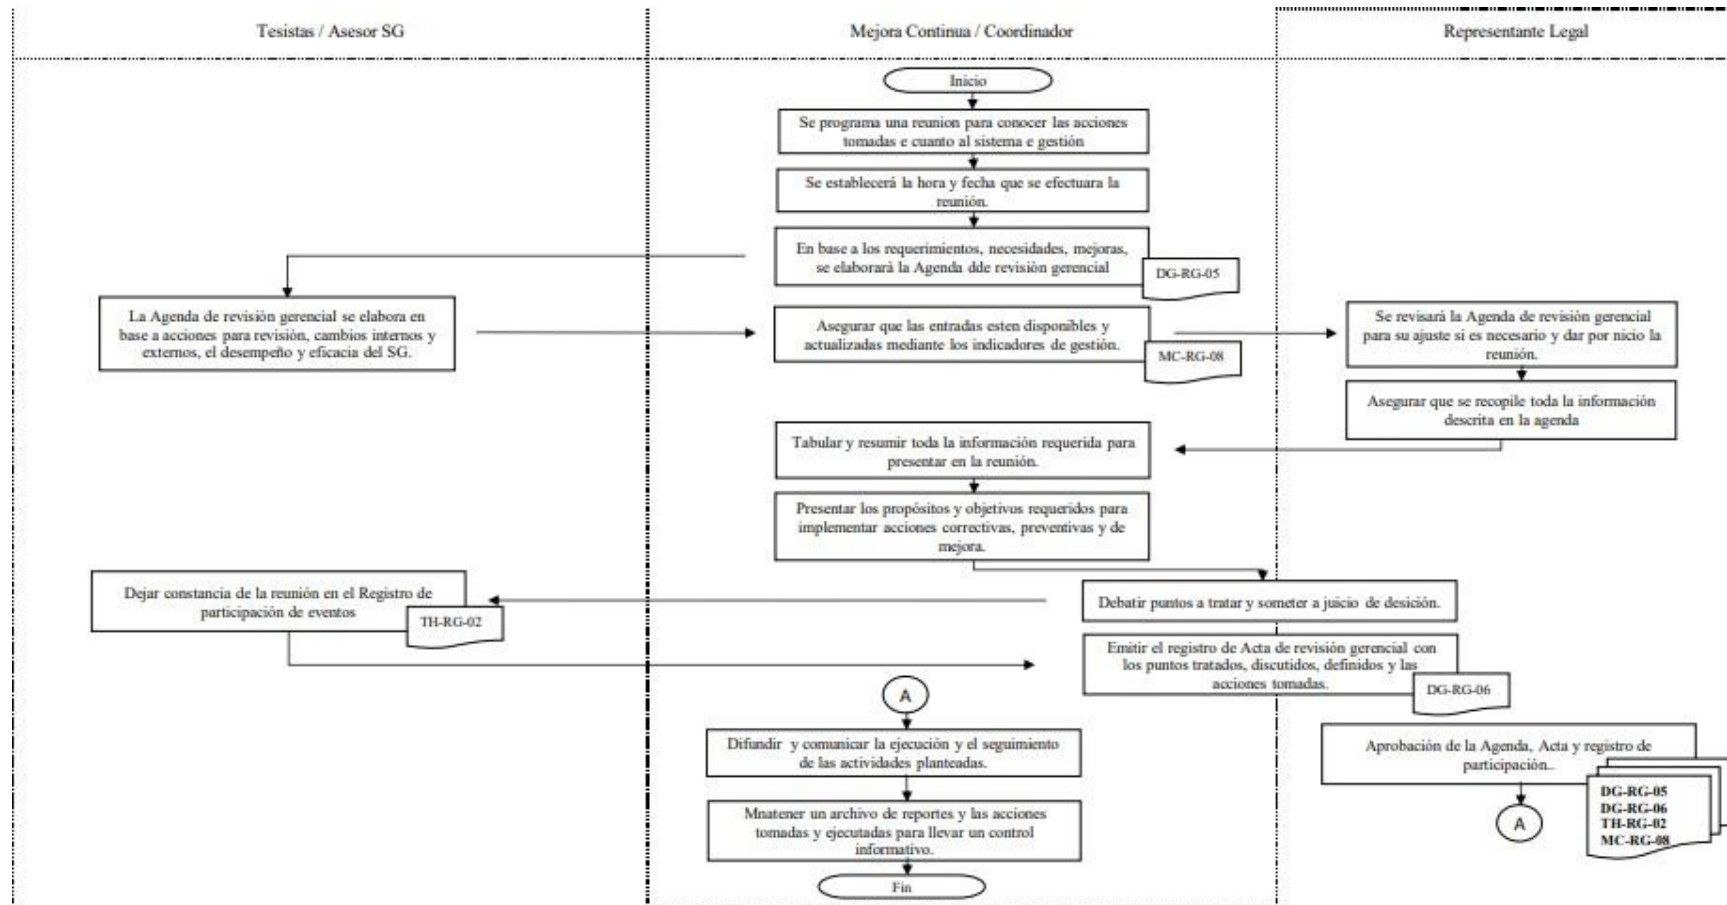 Tesistas / Asesor SG
Mejora Continua / Coordinador
Representante Legal
Inicio
Se programa una reunion para conocer las acciones
tomadas e cuanto al sistema e gestión
Se establecerá la hora y fecha que se efectuara la
reunión.
En base a los requerimientos, necesidades, mejoras,
se elaborará la Agenda dde revisión gerencial
DG-RG-05
La Agenda de revisión gerencial se elabora en
base a acciones para revisión, cambios internos y
externos, el desempeño y eficacia del SG.
Asegurar que las entradas esten disponibles y
actualizadas mediante los indicadores de gestión.
MC-RG-08
Se revisará la Agenda de revisión gerencial
para su ajuste si es necesario y dar por nicio la
reunión.
Asegurar que se recopile toda la información
descrita en la agenda
Tabular y resumir toda la información requerida para
presentar en la reunión.
Presentar los propósitos y objetivos requeridos para
implementar acciones correctivas, preventivas y de
mejora.
Debatir puntos a tratar y someter a juicio de desición.
Dejar constancia de la reunión en el Registro de
participación de eventos
TH-RG-02
Emitir el registro de Acta de revisión gerencial con
los puntos tratados, discutidos, definidos y las
acciones tomadas.
DG-RG-06
Aprobación de la Agenda, Acta y registro de
participación..
DG-RG-05
DG-RG-06
TH-RG-02
MC-RG-08
A
A
Difundir y comunicar la ejecución y el seguimiento
de las actividades planteadas.
Mnatener un archivo de reportes y las acciones
tomadas y ejecutadas para llevar un control
informativo.
Fin